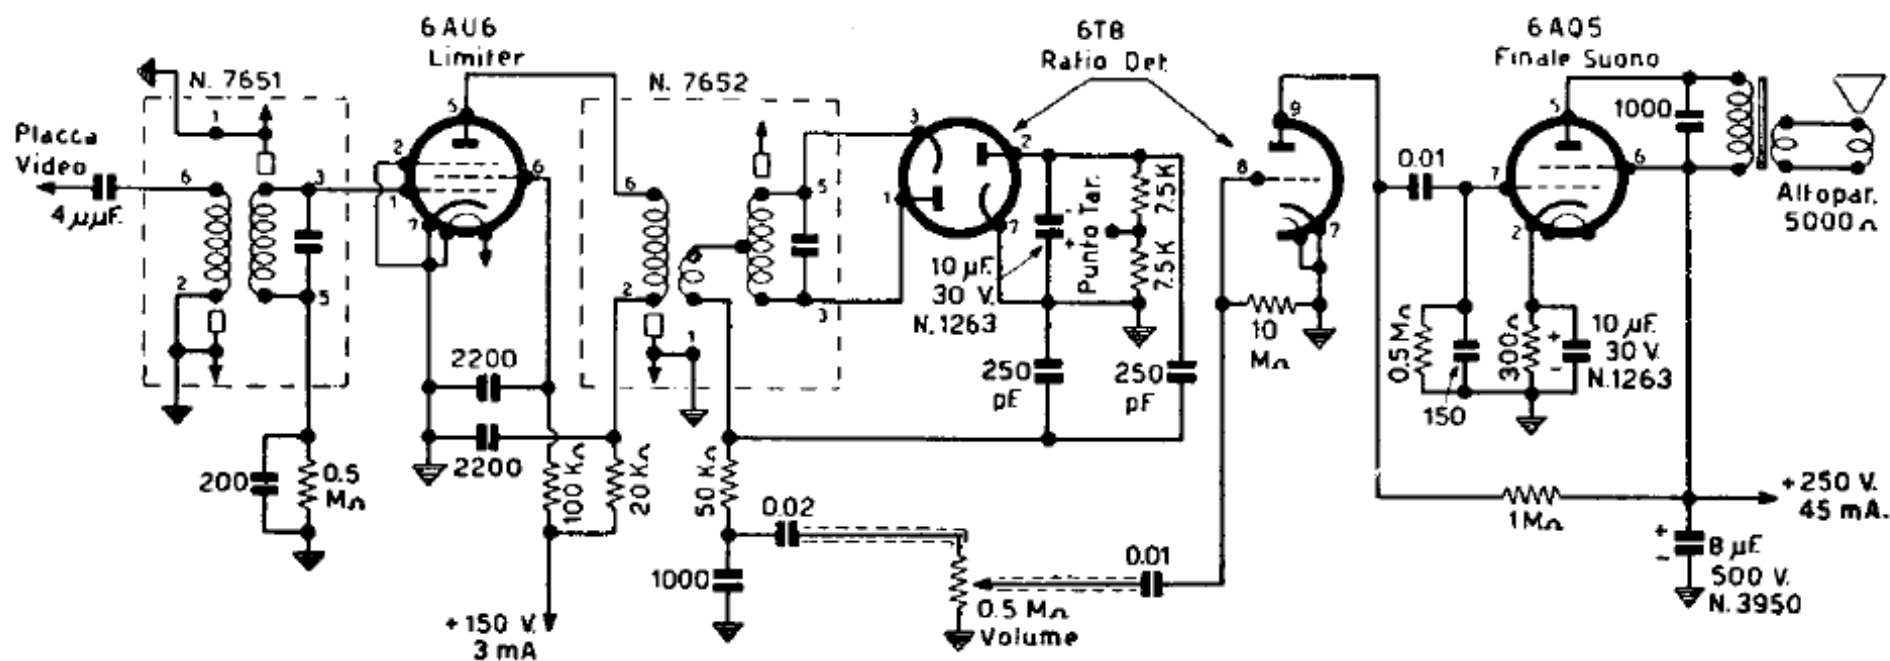 6AU6
Limiter
N. 7651
1
Placca
Video
4 µµF.
6
2
3
5
2
1
7
5
6
2200
2200
200
0.5
MΩ
100 KΩ
20 KΩ
+150 V.
3 mA
N. 7652
6
2
1
5
3
50 KΩ
1000
0.02
0.5 MΩ
Volume
0.01
6T8
Ratio Det.
3
1
2
7
10 µF.
30 V.
N.1263
-
+
Punto Tar.
7.5K
7.5K
250
pF
250
pF
9
8
7
10
MΩ
0.01
6AQ5
Finale Suono
5
7
6
2
1000
Altopar.
5000Ω
0.5MΩ
150
300Ω
+
-
10 µF.
30 V.
N.1263
1MΩ
+250 V.
45 mA.
+
-
8 µF.
500 V.
N.3950